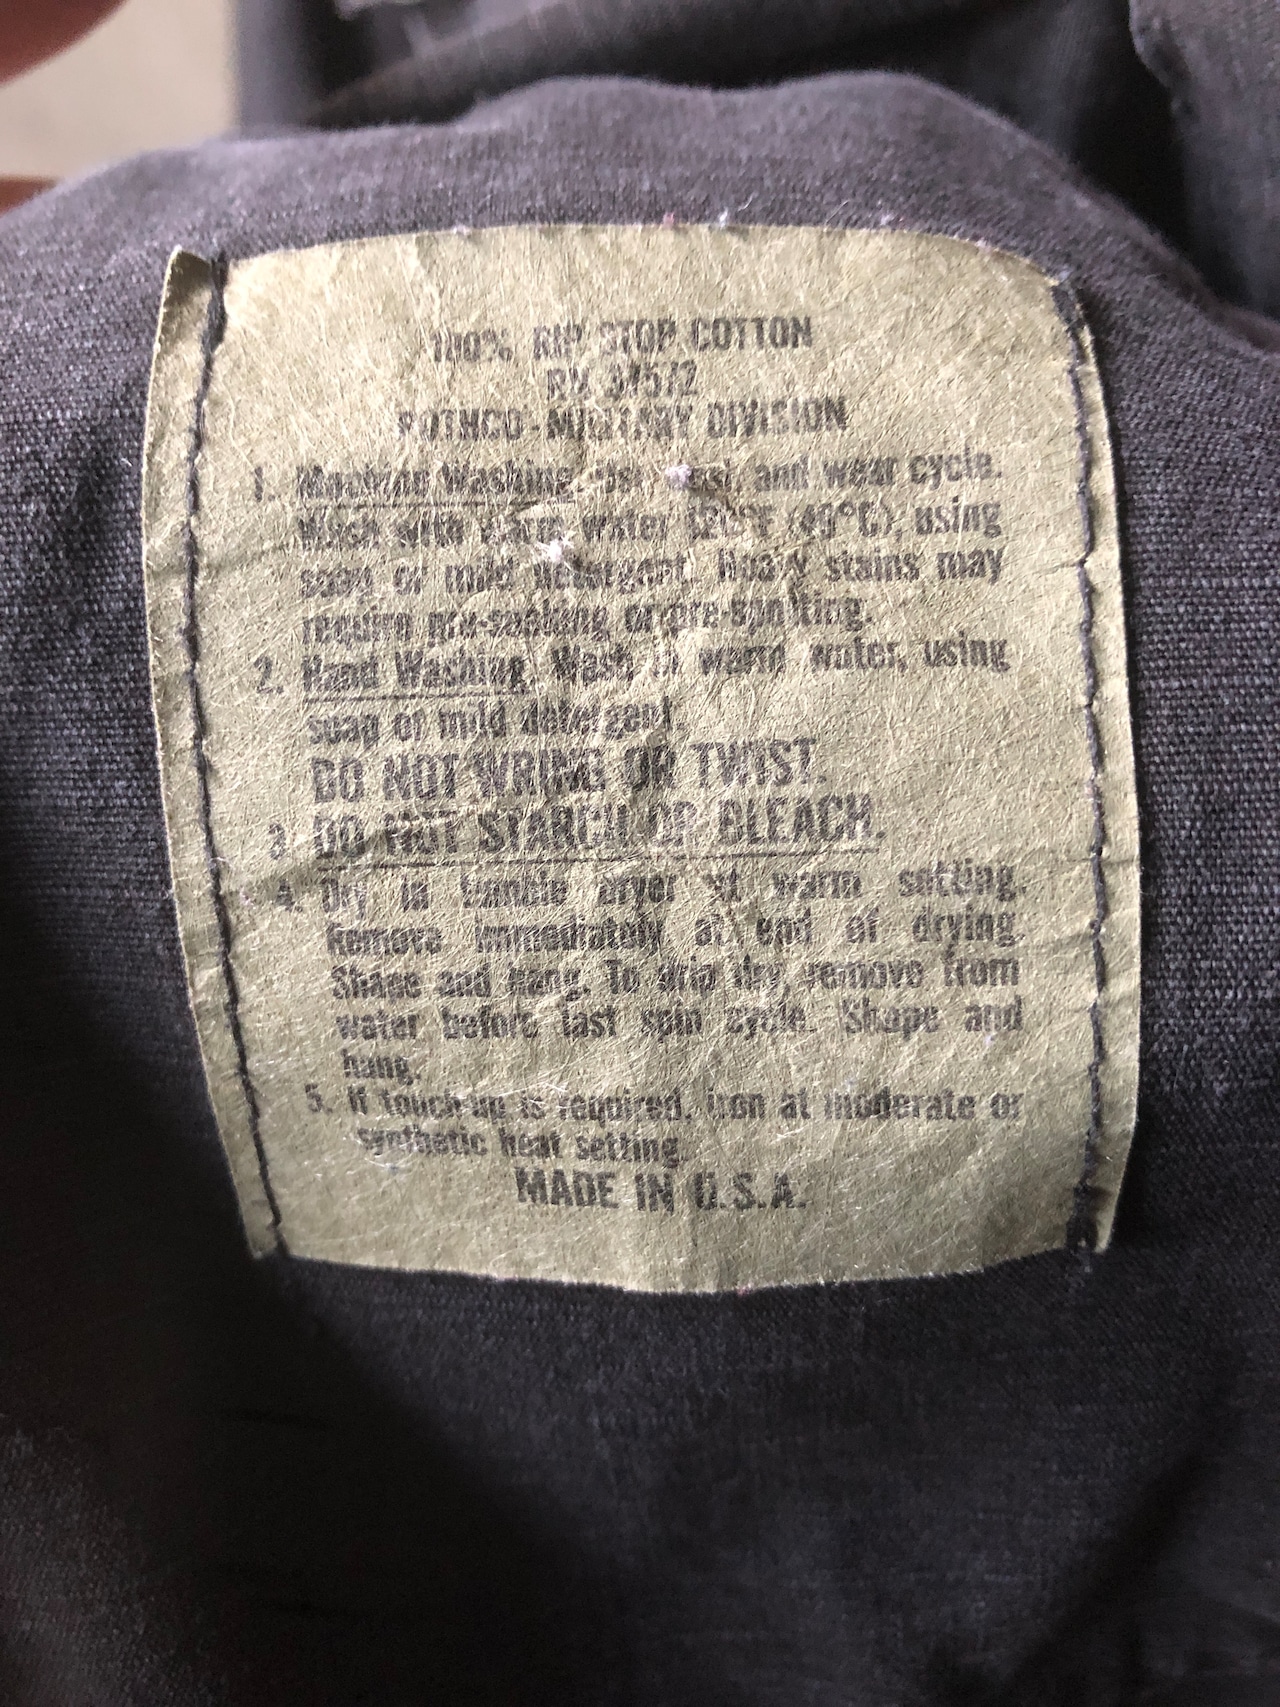 100% RIP STOP COTTON
ROTHCO - MILITARY DIVISION
1. Machine Washing. Use and wear cycle.
Wash with warm water 120°F (49°C), using
soap or mild detergent. Heavy stains may
require pre-soaking or pre-spotting.
2. Hand Washing. Wash in warm water, using
soap or mild detergent.
DO NOT WRING OR TWIST.
3. DO NOT STARCH OR BLEACH.
4. Dry in tumble dryer at warm setting.
Remove immediately at end of drying
Shape and hang. To drip dry, remove from
water before last spin cycle. Shape and
hang.
5. If touch-up is required, iron at moderate or
synthetic heat setting.
MADE IN U.S.A.